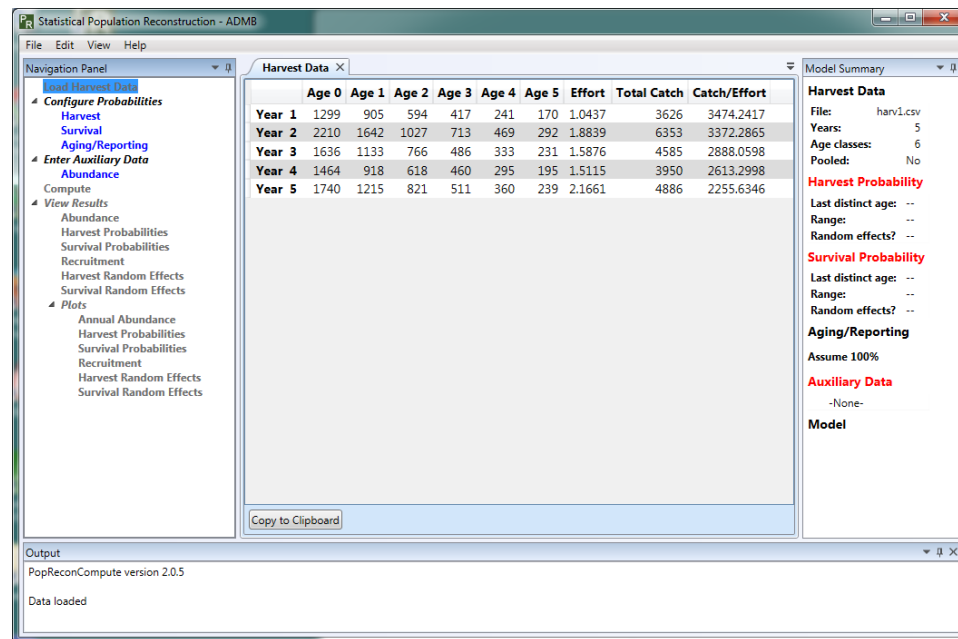 PR Statistical Population Reconstruction - ADMB
File Edit View Help
Navigation Panel
Load Harvest Data
Configure Probabilities
Harvest
Survival
Aging/Reporting
Enter Auxiliary Data
Abundance
Compute
View Results
Abundance
Harvest Probabilities
Survival Probabilities
Recruitment
Harvest Random Effects
Survival Random Effects
Plots
Annual Abundance
Harvest Probabilities
Survival Probabilities
Recruitment
Harvest Random Effects
Survival Random Effects
Harvest Data
Age 0 Age 1 Age 2 Age 3 Age 4 Age 5 Effort Total Catch Catch/Effort
Year 1 1299 905 594 417 241 170 1.0437 3626 3474.2417
Year 2 2210 1642 1027 713 469 292 1.8839 6353 3372.2865
Year 3 1636 1133 766 486 333 231 1.5876 4585 2888.0598
Year 4 1464 918 618 460 295 195 1.5115 3950 2613.2998
Year 5 1740 1215 821 511 360 239 2.1661 4886 2255.6346
Copy to Clipboard
Model Summary
Harvest Data
File: harv1.csv
Years: 5
Age classes: 6
Pooled: No
Harvest Probability
Last distinct age: --
Range: --
Random effects? --
Survival Probability
Last distinct age: --
Range: --
Random effects? --
Aging/Reporting
Assume 100%
Auxiliary Data
-None-
Model
Output
PopReconCompute version 2.0.5
Data loaded